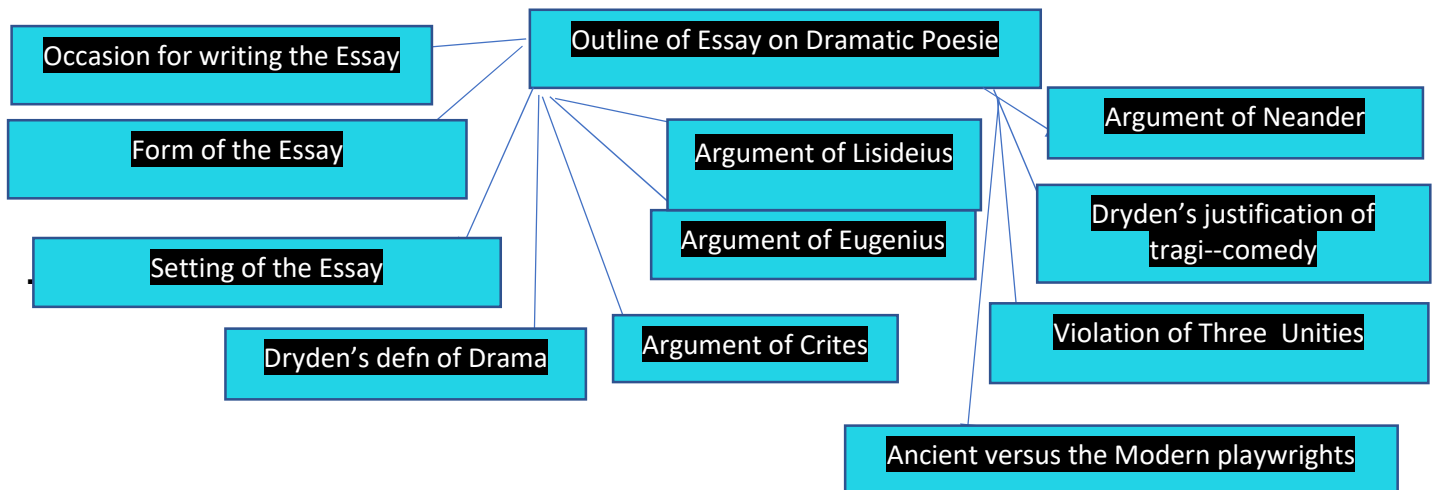 Outline of Essay on Dramatic Poesie
Occasion for writing the Essay
Form of the Essay
Setting of the Essay
.
Dryden’s defn of Drama
Argument of Lisideius
Argument of Eugenius
Argument of Crites
Argument of Neander
Dryden’s justification of
tragi--comedy
Violation of Three  Unities
Ancient versus the Modern playwrights